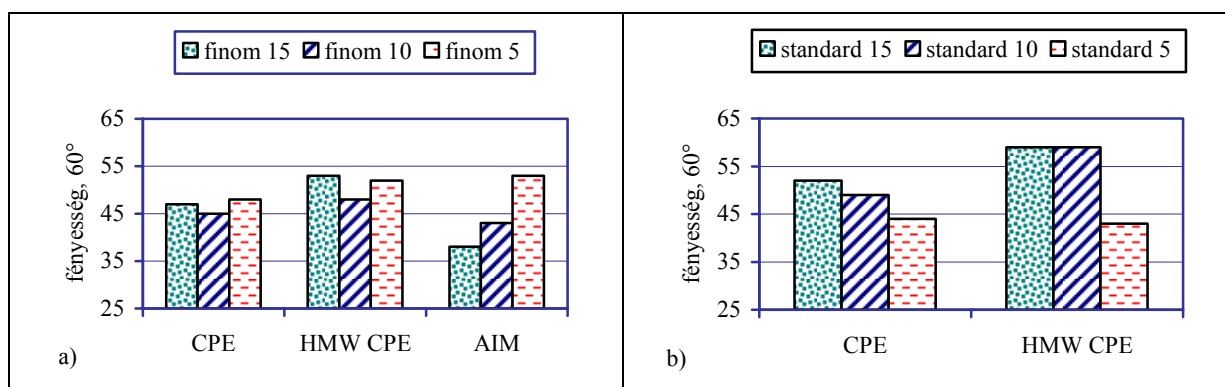 finom 15 finom 10 finom 5
fényesség, 60°
65
55
45
35
25
CPE HMW CPE AIM
a)
standard 15 standard 10 standard 5
fényesség, 60°
65
55
45
35
25
CPE HMW CPE
b)